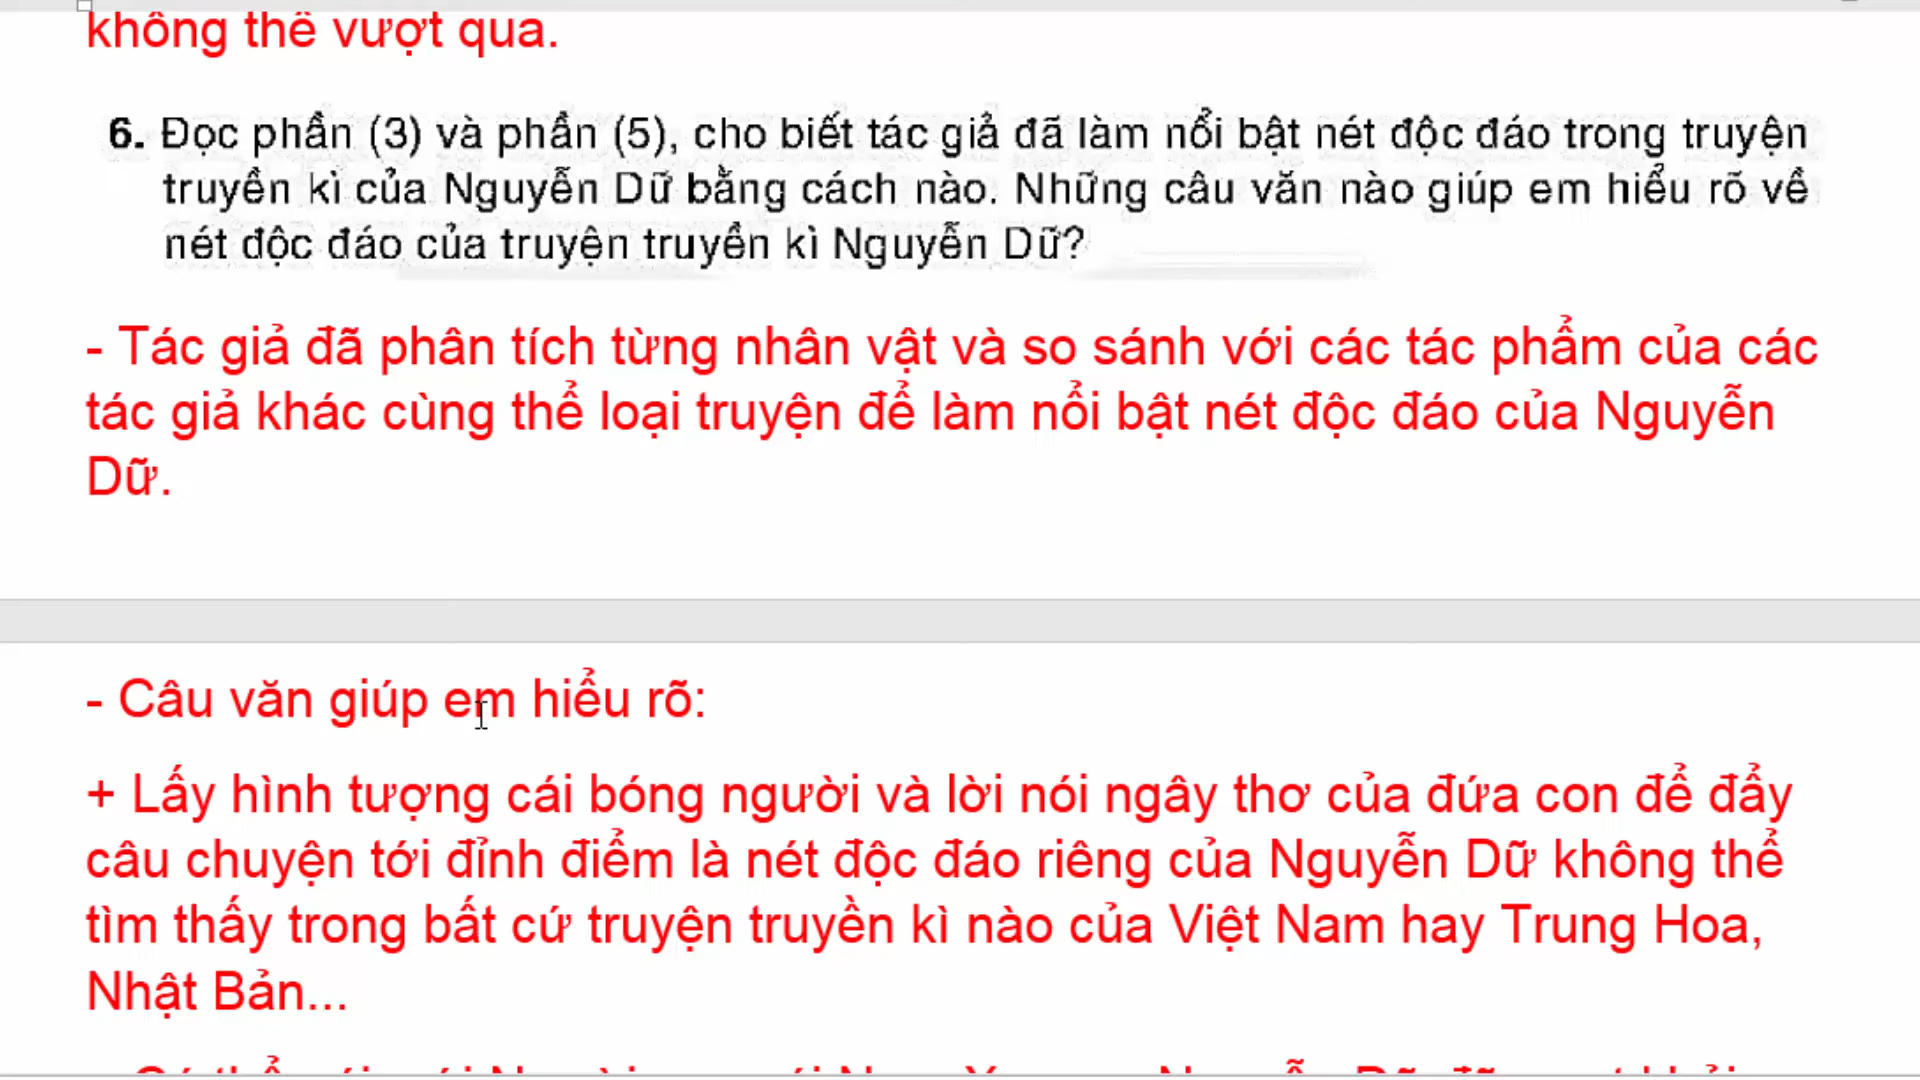 không thể vượt qua.
6. Đọc phần (3) và phần (5), cho biết tác giả đã làm nổi bật nét độc đáo trong truyện
truyền kì của Nguyễn Dữ bằng cách nào. Những câu văn nào giúp em hiểu rõ về
nét độc đáo của truyện truyền kì Nguyễn Dữ?
- Tác giả đã phân tích từng nhân vật và so sánh với các tác phẩm của các
tác giả khác cùng thể loại truyện để làm nổi bật nét độc đáo của Nguyễn
Dữ.
- Câu văn giúp em hiểu rõ:
+ Lấy hình tượng cái bóng người và lời nói ngây thơ của đứa con để đẩy
câu chuyện tới đỉnh điểm là nét độc đáo riêng của Nguyễn Dữ không thể
tìm thấy trong bất cứ truyện truyền kì nào của Việt Nam hay Trung Hoa,
Nhật Bản...